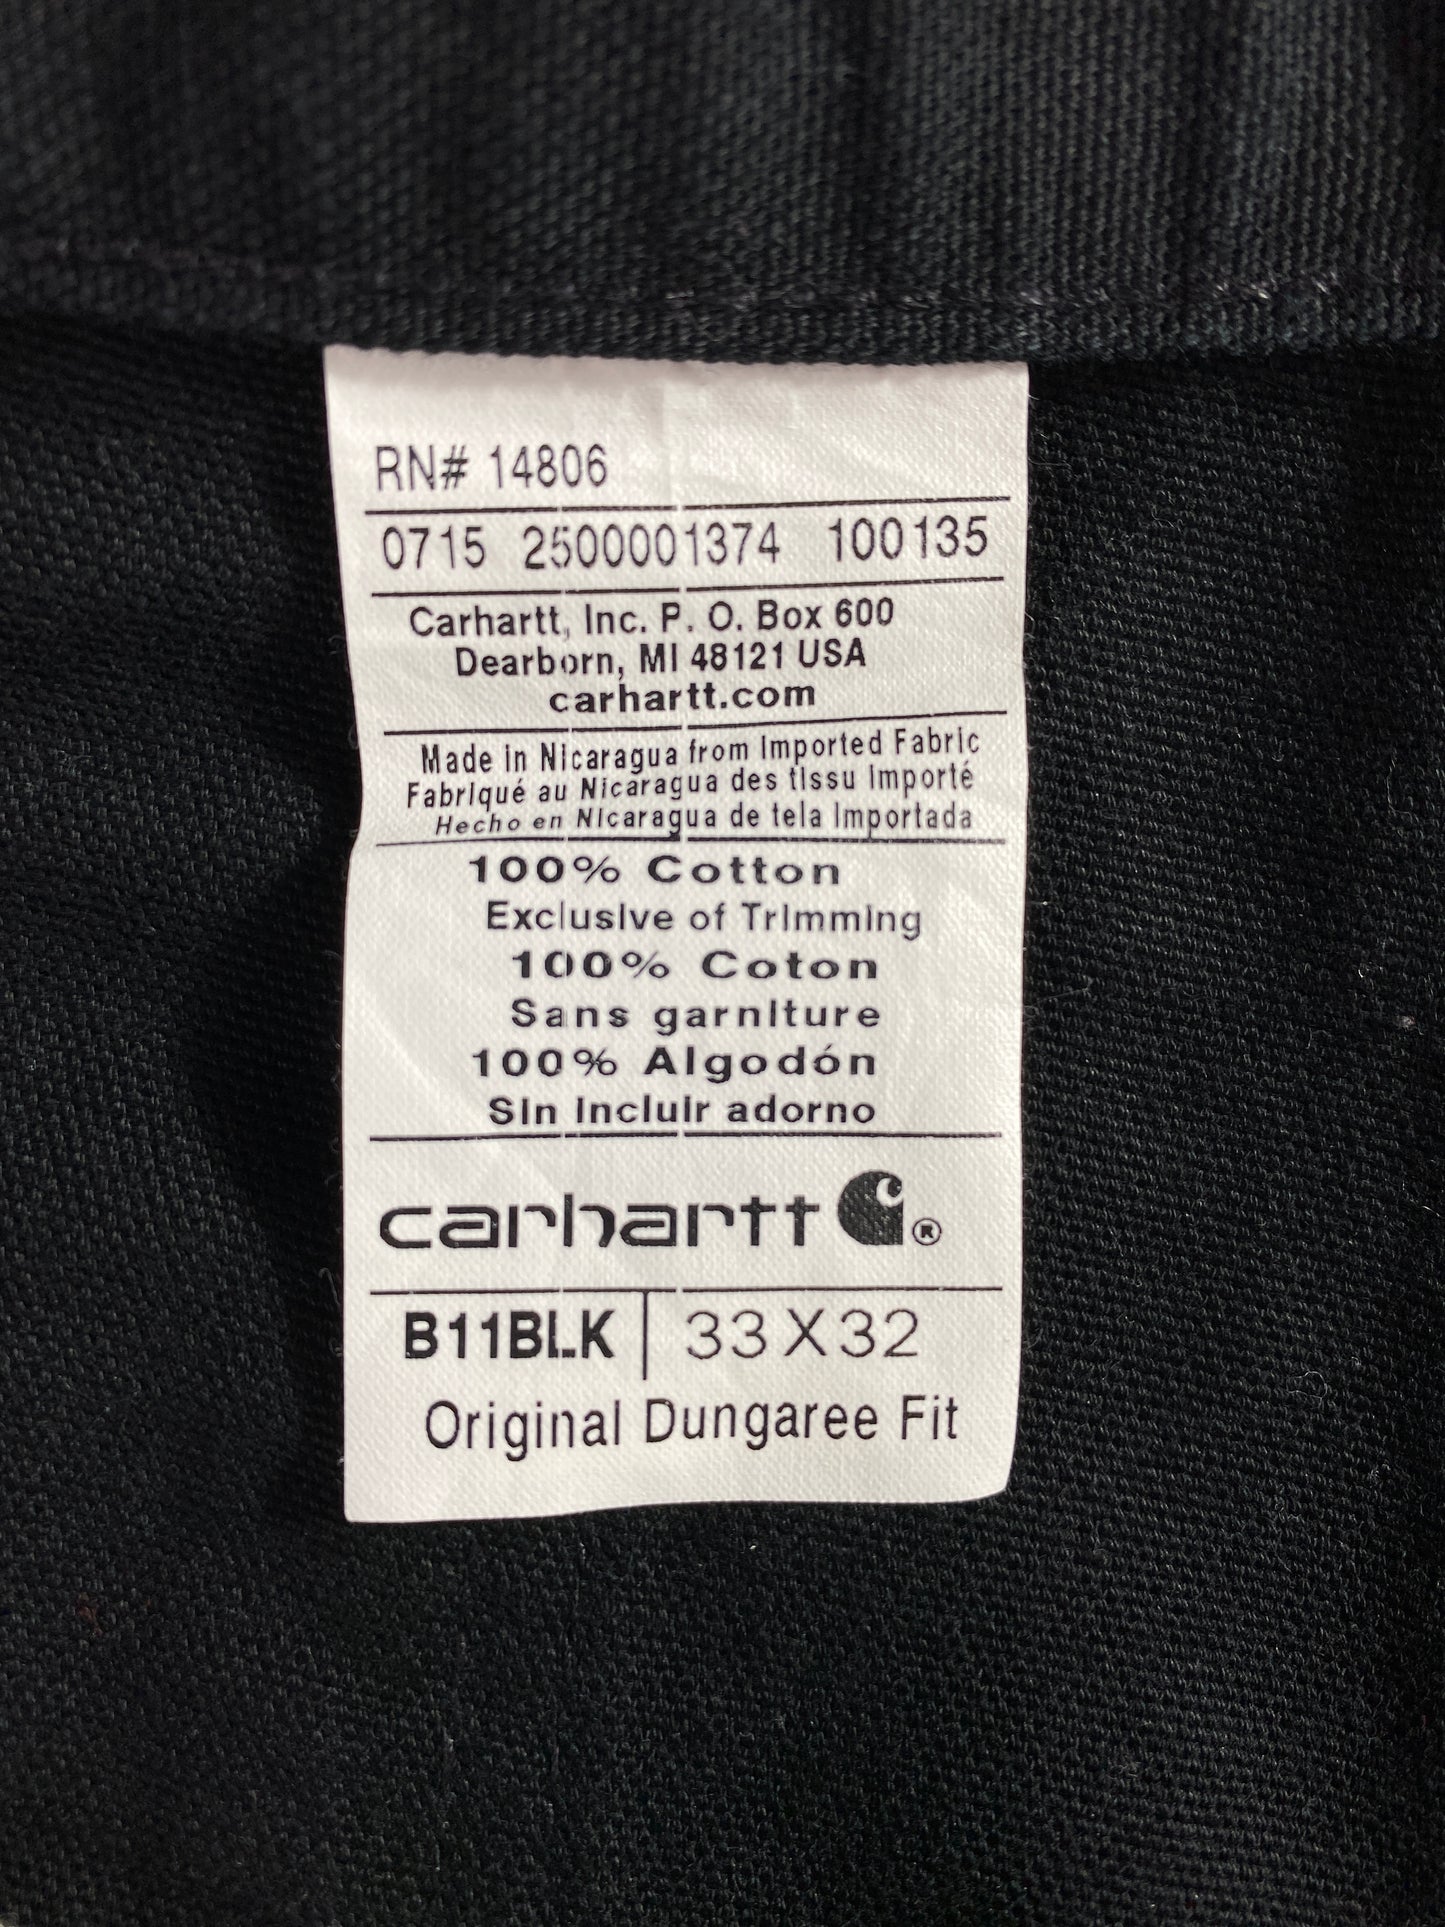 RN# 14806
0715 2500001374 100135
Carhartt, Inc. P. O. Box 600
Dearborn, MI 48121 USA
carhartt.com
Made in Nicaragua from Imported Fabric
Fabriqué au Nicaragua des tissu Importé
Hecho en Nicaragua de tela Importada
100% Cotton
Exclusive of Trimming
100% Coton
Sans garniture
100% Algodón
Sin incluir adorno
carhartt ®
B11BLK | 33X32
Original Dungaree Fit